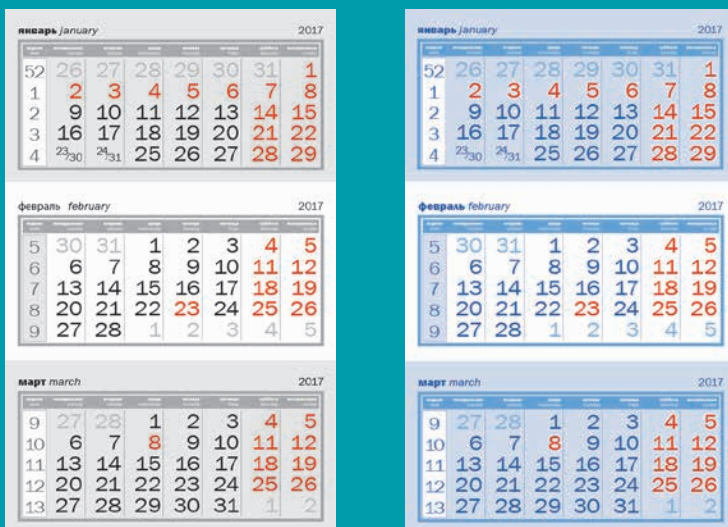 январь january 2017
52 26 27 28 29 30 31 1
1 2 3 4 5 6 7 8
2 9 10 11 12 13 14 15
3 16 17 18 19 20 21 22
4 23/30 24/31 25 26 27 28 29
февраль february 2017
5 30 31 1 2 3 4 5
6 6 7 8 9 10 11 12
7 13 14 15 16 17 18 19
8 20 21 22 23 24 25 26
9 27 28 1 2 3 4 5
март march 2017
9 27 28 1 2 3 4 5
10 6 7 8 9 10 11 12
11 13 14 15 16 17 18 19
12 20 21 22 23 24 25 26
13 27 28 29 30 31 1 2
январь january 2017
52 26 27 28 29 30 31 1
1 2 3 4 5 6 7 8
2 9 10 11 12 13 14 15
3 16 17 18 19 20 21 22
4 23/30 24/31 25 26 27 28 29
февраль february 2017
5 30 31 1 2 3 4 5
6 6 7 8 9 10 11 12
7 13 14 15 16 17 18 19
8 20 21 22 23 24 25 26
9 27 28 1 2 3 4 5
март march 2017
9 27 28 1 2 3 4 5
10 6 7 8 9 10 11 12
11 13 14 15 16 17 18 19
12 20 21 22 23 24 25 26
13 27 28 29 30 31 1 2